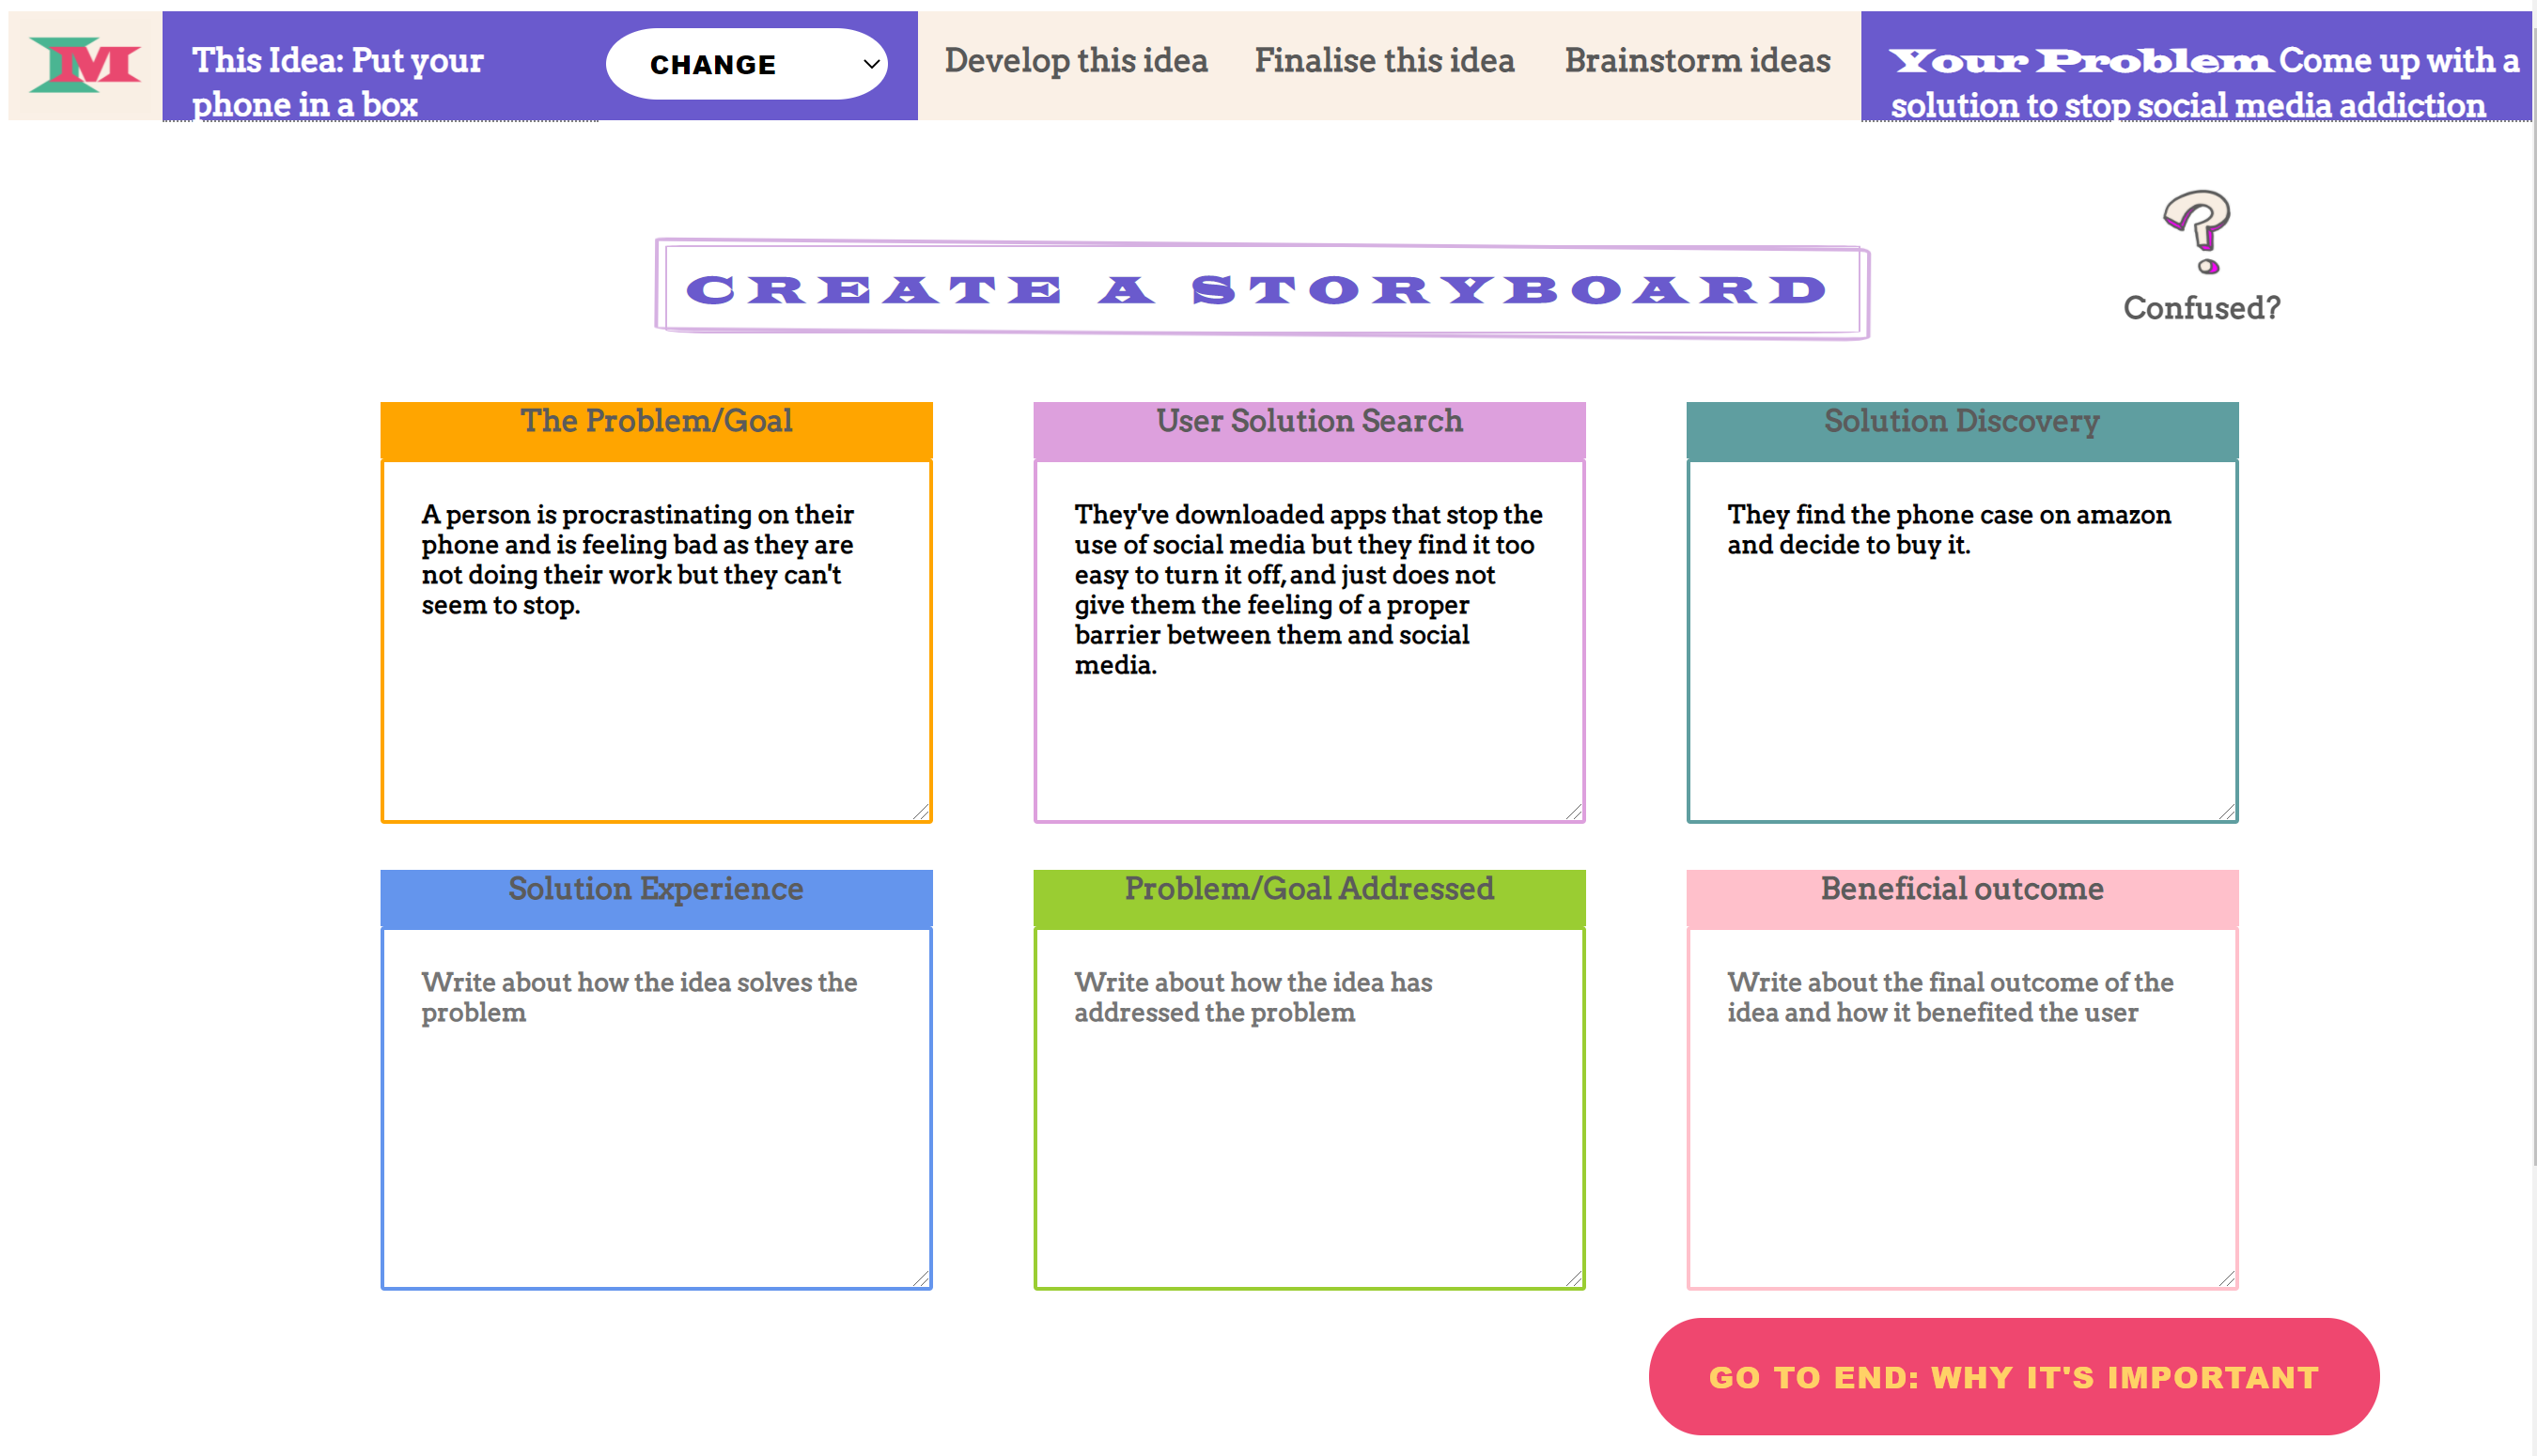 IM
This Idea: Put your
phone in a box
CHANGE
Develop this idea
Finalise this idea
Brainstorm ideas
Your Problem Come up with a
solution to stop social media addiction
CREATE A STORYBOARD
?
Confused?
The Problem/Goal
A person is procrastinating on their
phone and is feeling bad as they are
not doing their work but they can't
seem to stop.
User Solution Search
They've downloaded apps that stop the
use of social media but they find it too
easy to turn it off, and just does not
give them the feeling of a proper
barrier between them and social
media.
Solution Discovery
They find the phone case on amazon
and decide to buy it.
Solution Experience
Write about how the idea solves the
problem
Problem/Goal Addressed
Write about how the idea has
addressed the problem
Beneficial outcome
Write about the final outcome of the
idea and how it benefited the user
GO TO END: WHY IT'S IMPORTANT